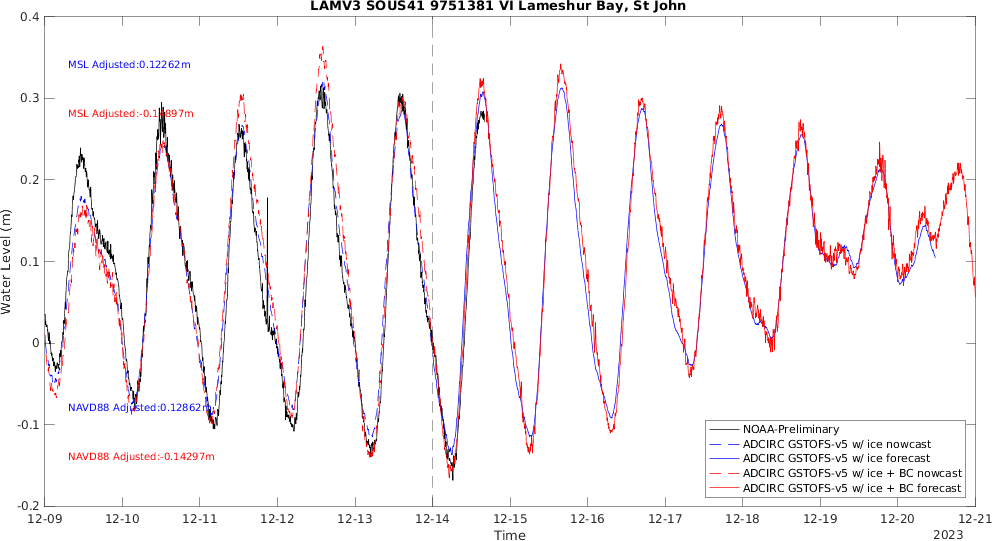 LAMV3 SOUS41 9751381 VI Lameshur Bay, St John
0.4
0.3
0.2
0.1
0
-0.1
-0.2
Water Level (m)
MSL Adjusted:0.12262m
MSL Adjusted:-0.14897m
NAVD88 Adjusted:0.12862m
NAVD88 Adjusted:-0.14297m
NOAA-Preliminary
ADCIRC GSTOFS-v5 w/ ice nowcast
ADCIRC GSTOFS-v5 w/ ice forecast
ADCIRC GSTOFS-v5 w/ ice + BC nowcast
ADCIRC GSTOFS-v5 w/ ice + BC forecast
12-09 12-10 12-11 12-12 12-13 12-14 12-15 12-16 12-17 12-18 12-19 12-20 12-21
Time
2023